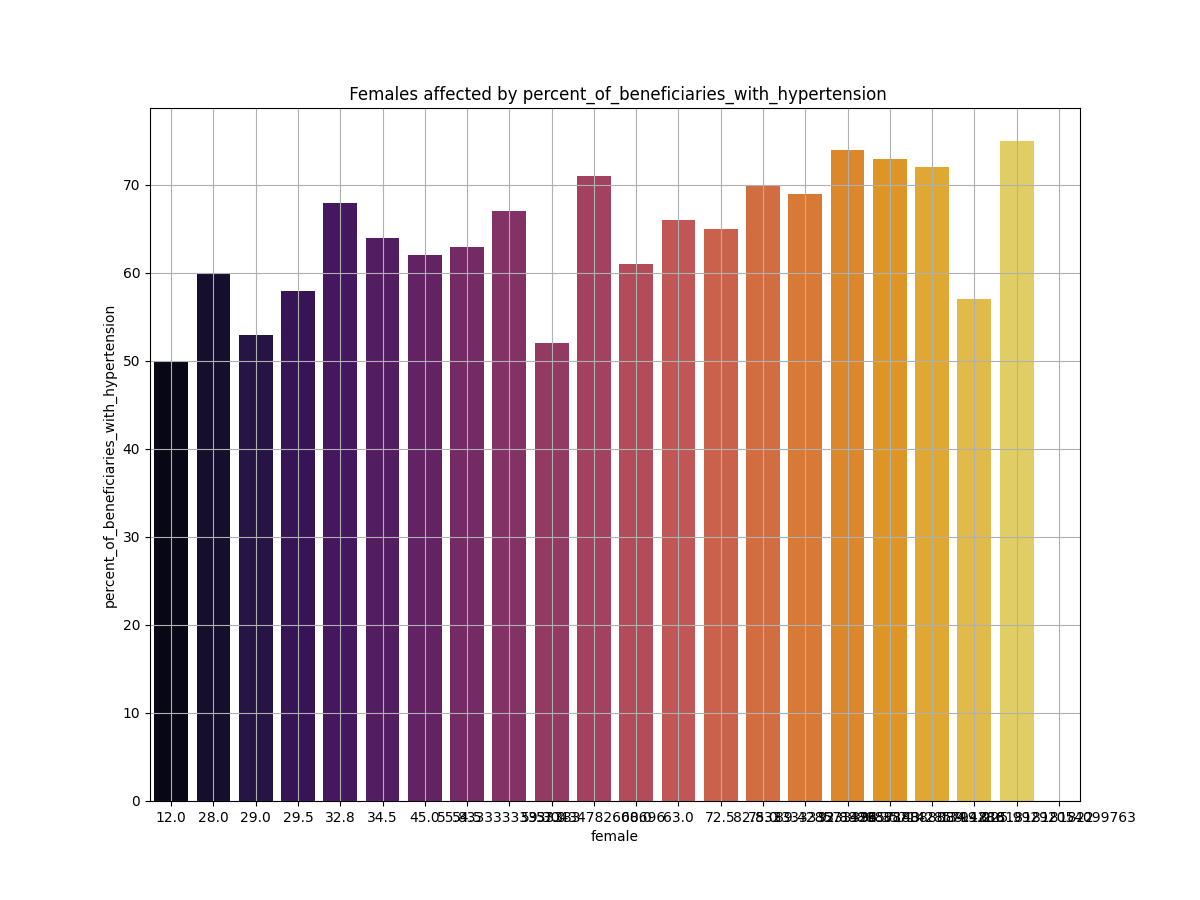 Females affected by percent_of_beneficiaries_with_hypertension
percent_of_beneficiaries_with_hypertension
70
60
50
40
30
20
10
0
12.0 28.0 29.0 29.5 32.8 34.5 45.0 63.0 72.5
female